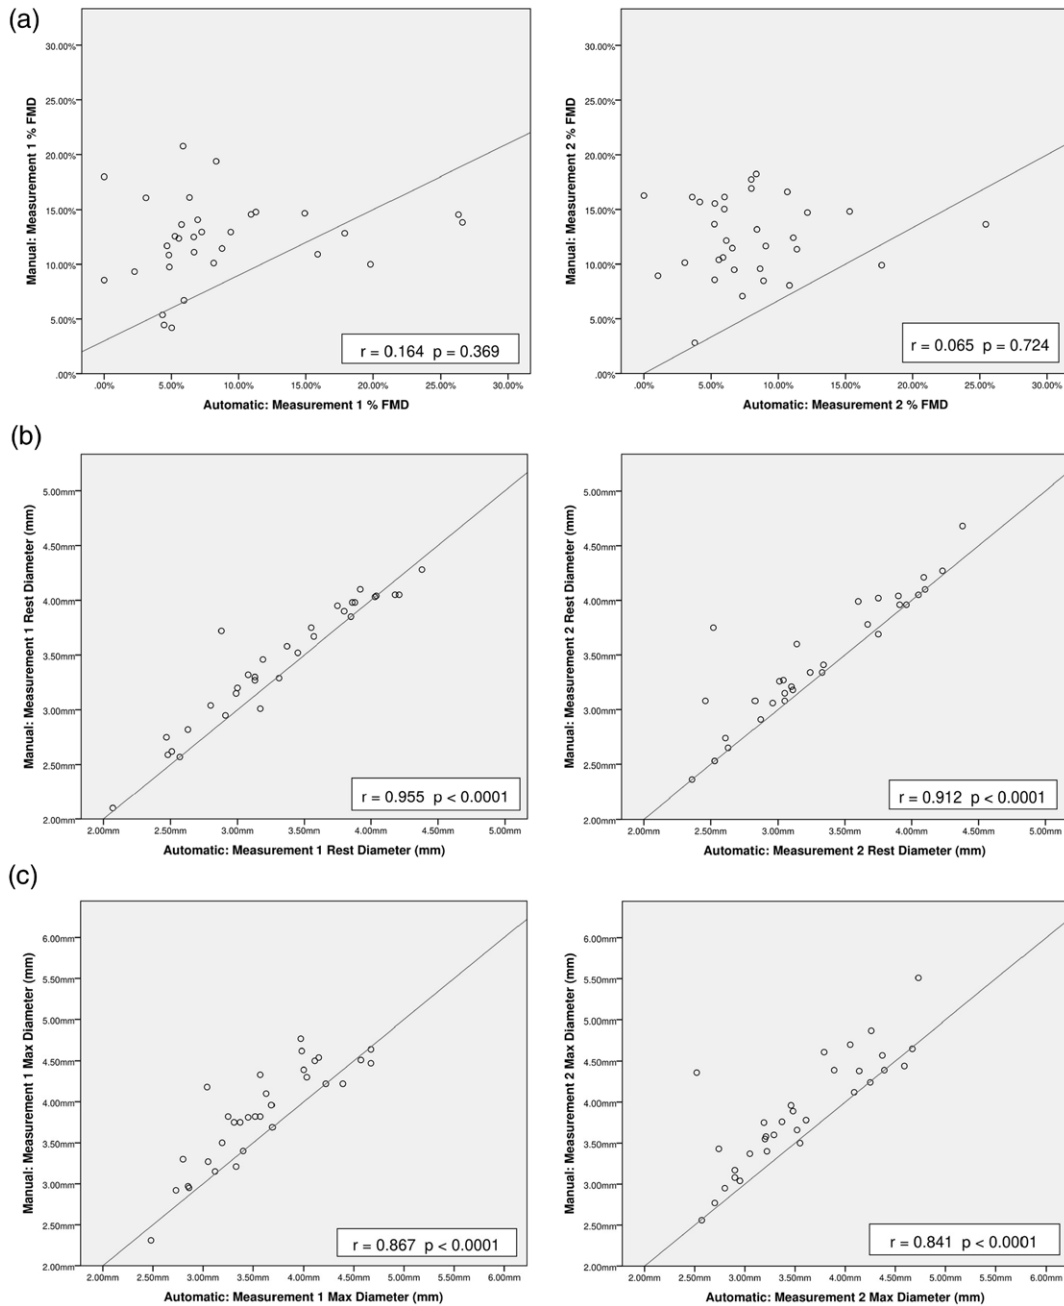 (a)
30.00%
25.00%
20.00%
15.00%
10.00%
5.00%
.00%
Manual: Measurement 1 % FMD
r = 0.164 p = 0.369
.00% 5.00% 10.00% 15.00% 20.00% 25.00% 30.00%
Automatic: Measurement 1 % FMD
30.00%
25.00%
20.00%
15.00%
10.00%
5.00%
.00%
Manual: Measurement 2 % FMD
r = 0.065 p = 0.724
.00% 5.00% 10.00% 15.00% 20.00% 25.00% 30.00%
Automatic: Measurement 2 % FMD
(b)
5.00mm
4.50mm
4.00mm
3.50mm
3.00mm
2.50mm
2.00mm
Manual: Measurement 1 Rest Diameter (mm)
r = 0.955 p < 0.0001
2.00mm 2.50mm 3.00mm 3.50mm 4.00mm 4.50mm 5.00mm
Automatic: Measurement 1 Rest Diameter (mm)
5.00mm
4.50mm
4.00mm
3.50mm
3.00mm
2.50mm
2.00mm
Manual: Measurement 2 Rest Diameter (mm)
r = 0.912 p < 0.0001
2.00mm 2.50mm 3.00mm 3.50mm 4.00mm 4.50mm 5.00mm
Automatic: Measurement 2 Rest Diameter (mm)
(c)
6.00mm
5.50mm
5.00mm
4.50mm
4.00mm
3.50mm
3.00mm
2.50mm
2.00mm
Manual: Measurement 1 Max Diameter (mm)
r = 0.867 p < 0.0001
2.00mm 2.50mm 3.00mm 3.50mm 4.00mm 4.50mm 5.00mm 5.50mm 6.00mm
Automatic: Measurement 1 Max Diameter (mm)
6.00mm
5.50mm
5.00mm
4.50mm
4.00mm
3.50mm
3.00mm
2.50mm
2.00mm
Manual: Measurement 2 Max Diameter (mm)
r = 0.841 p < 0.0001
2.00mm 2.50mm 3.00mm 3.50mm 4.00mm 4.50mm 5.00mm 5.50mm 6.00mm
Automatic: Measurement 2 Max Diameter (mm)